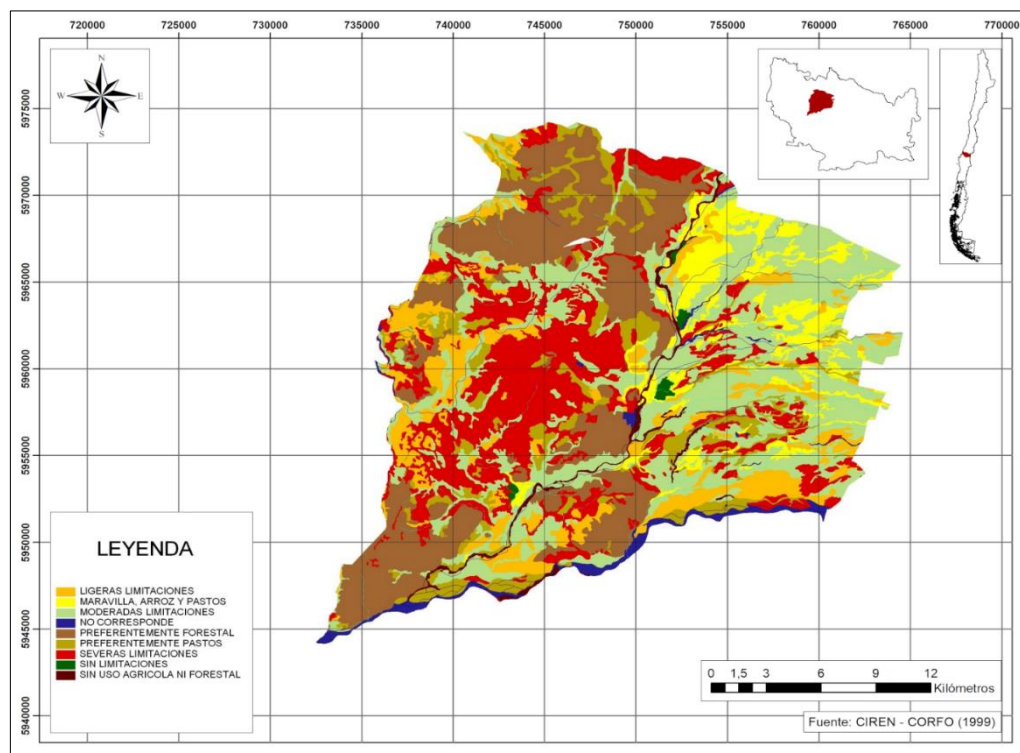 720000 725000 730000 735000 740000 745000 750000 755000 760000 765000 770000
N
W E
S
5975000
5970000
5965000
5960000
5955000
5950000
5945000
5940000
LEYENDA
LIGERAS LIMITACIONES
MARAVILLA, ARROZ Y PASTOS
MODERADAS LIMITACIONES
NO CORRESPONDE
PREFERENTEMENTE FORESTAL
PREFERENTEMENTE PASTOS
SEVERAS LIMITACIONES
SIN LIMITACIONES
SIN USO AGRICOLA NI FORESTAL
0 1,5 3 6 9 12
Kilómetros
Fuente: CIREN - CORFO (1999)